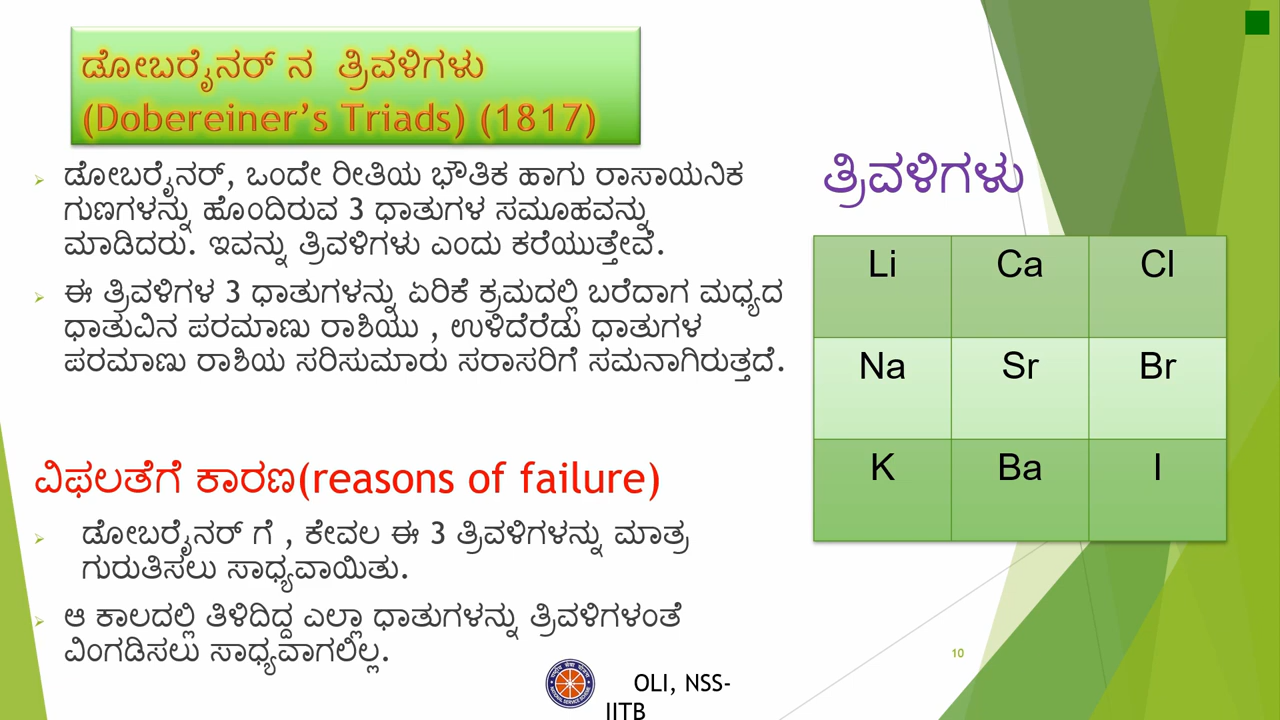 ಡೋಬರೈನರ್ ನ ತ್ರಿವಳಿಗಳು
(Dobereiner’s Triads) (1817)
ಡೋಬರೈನರ್, ಒಂದೇ ರೀತಿಯ ಭೌತಿಕ ಹಾಗು ರಾಸಾಯನಿಕ
ಗುಣಗಳನ್ನು ಹೊಂದಿರುವ 3 ಧಾತುಗಳ ಸಮೂಹವನ್ನು
ಮಾಡಿದರು. ಇವನ್ನು ತ್ರಿವಳಿಗಳು ಎಂದು ಕರೆಯುತ್ತೇವೆ.
ಈ ತ್ರಿವಳಿಗಳ 3 ಧಾತುಗಳನ್ನು ಏರಿಕೆ ಕ್ರಮದಲ್ಲಿ ಬರೆದಾಗ ಮಧ್ಯದ
ಧಾತುವಿನ ಪರಮಾಣು ರಾಶಿಯು , ಉಳಿದೆರೆಡು ಧಾತುಗಳ
ಪರಮಾಣು ರಾಶಿಯ ಸರಿಸುಮಾರು ಸರಾಸರಿಗೆ ಸಮನಾಗಿರುತ್ತದೆ.
ವಿಫಲತೆಗೆ ಕಾರಣ(reasons of failure)
ಡೋಬರೈನರ್ ಗೆ , ಕೇವಲ ಈ 3 ತ್ರಿವಳಿಗಳನ್ನು ಮಾತ್ರ
ಗುರುತಿಸಲು ಸಾಧ್ಯವಾಯಿತು.
ಆ ಕಾಲದಲ್ಲಿ ತಿಳಿದಿದ್ದ ಎಲ್ಲಾ ಧಾತುಗಳನ್ನು ತ್ರಿವಳಿಗಳಂತೆ
ವಿಂಗಡಿಸಲು ಸಾಧ್ಯವಾಗಲಿಲ್ಲ.
ತ್ರಿವಳಿಗಳು
Li Ca Cl
Na Sr Br
K Ba I
10
OLI, NSS-
IITB